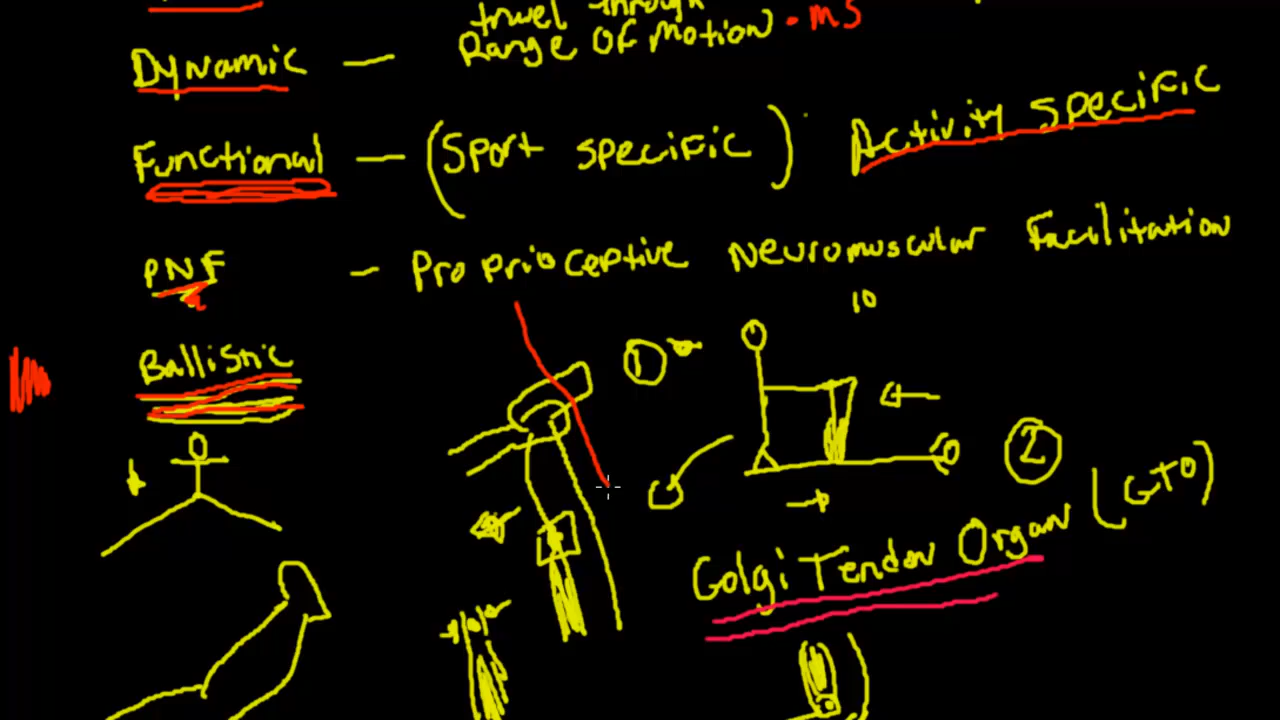 travel through
Dynamic — Range of Motion • MS
Functional — (Sport specific) Activity Specific
PNF — Proprioceptive Neuromuscular Facilitation
10
Ballistic
1
2
Golgi Tendon Organ (GTO)